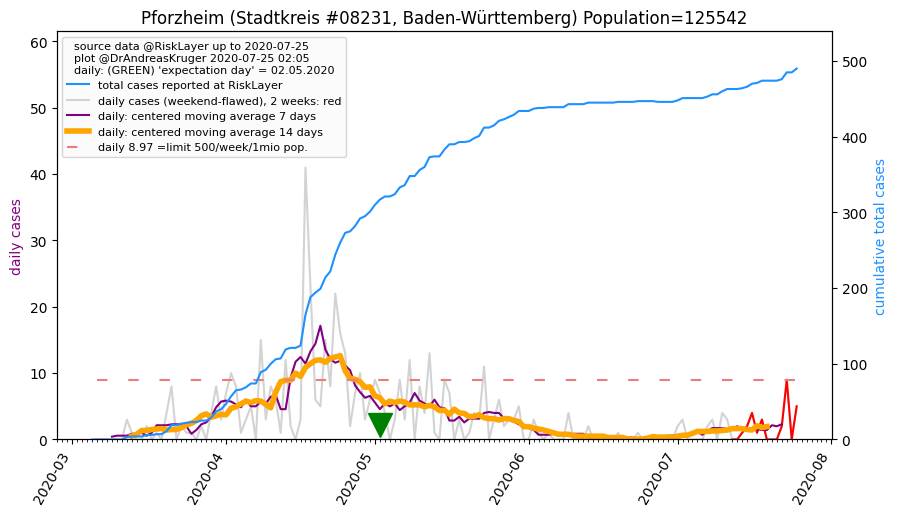 Pforzheim (Stadtkreis #08231, Baden-Württemberg) Population=125542
source data @RiskLayer up to 2020-07-25
plot @DrAndreasKruger 2020-07-25 02:05
daily: (GREEN) 'expectation day' = 02.05.2020
total cases reported at RiskLayer
daily cases (weekend-flawed), 2 weeks: red
daily: centered moving average 7 days
daily: centered moving average 14 days
daily 8.97 =limit 500/week/1mio pop.
daily cases
60
50
40
30
20
10
0
500
400
300
200
100
0
cumulative total cases
2020-03
2020-04
2020-05
2020-06
2020-07
2020-08